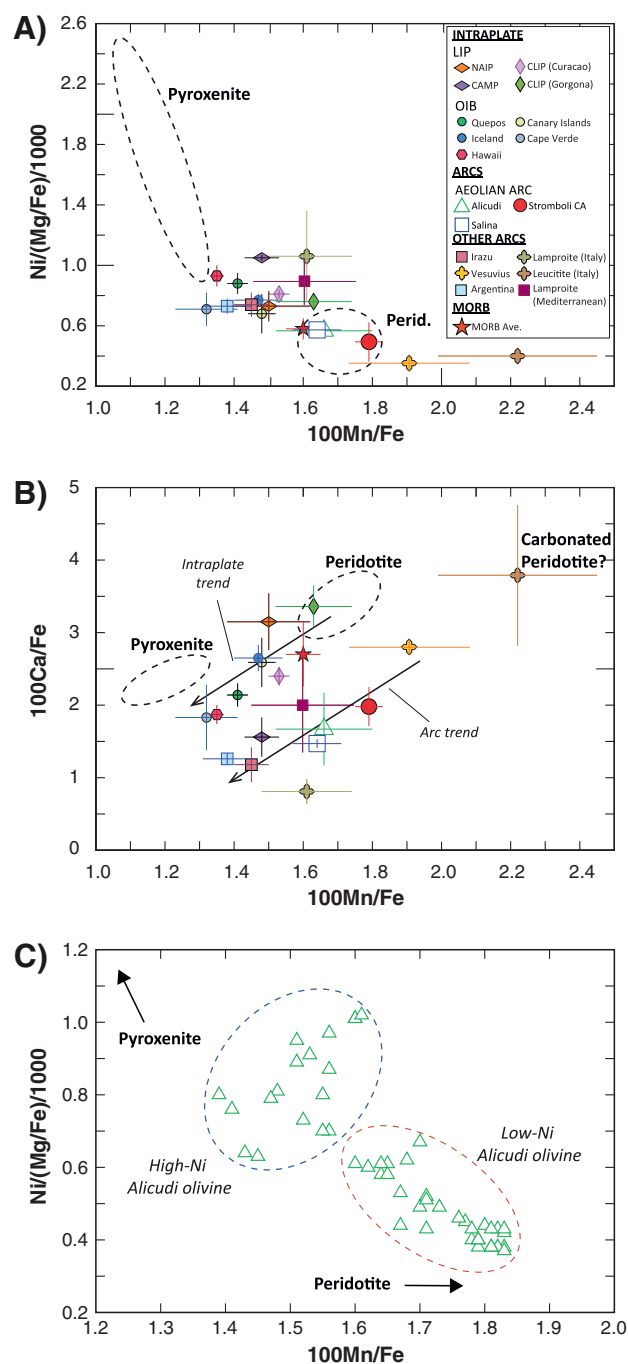 A)
Ni/(Mg/Fe)/1000
2.6
2.2
1.8
1.4
1.0
0.6
0.2
Pyroxenite
Perid.
INTRAPLATE
LIP
NAIP CLIP (Curacao)
CAMP CLIP (Gorgona)
OIB
Quepos Canary Islands
Iceland Cape Verde
Hawaii
ARCS
AEOLIAN ARC
Alicudi Stromboli CA
Salina
OTHER ARCS
Irazu Lamproite (Italy)
Vesuvius Leucitite (Italy)
Argentina Lamproite
(Mediterranean)
MORB
MORB Ave.
1.0 1.2 1.4 1.6 1.8 2.0 2.2 2.4
100Mn/Fe
B)
100Ca/Fe
5
4
3
2
1
0
Intraplate
trend
Peridotite
Carbonated
Peridotite?
Pyroxenite
Arc trend
1.0 1.2 1.4 1.6 1.8 2.0 2.2 2.4
100Mn/Fe
C)
Ni/(Mg/Fe)/1000
1.2
1.0
0.8
0.6
0.4
0.2
Pyroxenite
High-Ni
Alicudi olivine
Low-Ni
Alicudi olivine
Peridotite
1.2 1.3 1.4 1.5 1.6 1.7 1.8 1.9 2.0
100Mn/Fe